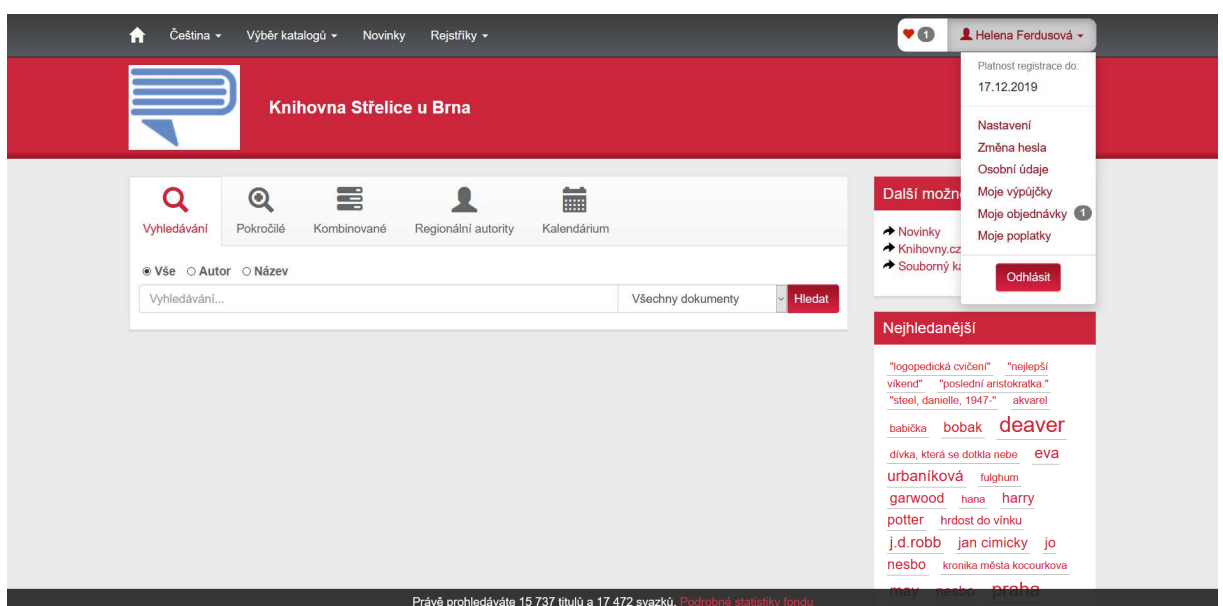 Čeština Výběr katalogů Novinky Rejstříky 1 Helena Ferdusová
Platnost registrace do:
17.12.2019
Nastavení
Změna hesla
Osobní údaje
Moje výpůjčky
Moje objednávky 1
Moje poplatky
Odhlásit
Knihovna Střelice u Brna
Vyhledávání Pokročilé Kombinované Regionální autority Kalendárium
Vše Autor Název
Vyhledávání... Všechny dokumenty Hledat
Další
Novinky
Knihovny.cz
Souborný
Nejhledanější
"logopedická cvičení" "nejlepší
víkend" "poslední aristokratka."
"steel, danielle, 1947-" akvarel
babička bobak deaver
dívka, která se dotkla nebe eva
urbaníková fulghum
garwood hana harry
potter hrdost do vínku
j.d.robb jan cimicky jo
nesbo kronika města kocourkova
may nesbo praha
Právě prohledáváte 15 737 titulů a 17 472 svazků. Podrobné statistiky fondu